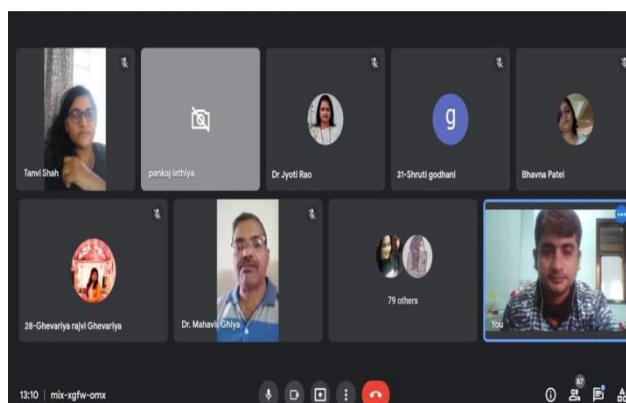 Tanvi Shah
pankaj lathiya
Dr Jyoti Rao
g
31-Shruti godhani
Bhavna Patel
28-Ghevariya rajvi Ghevariya
Dr. Mahavir Ghiya
79 others
You
13:10 | mix-xgfw-omx
87